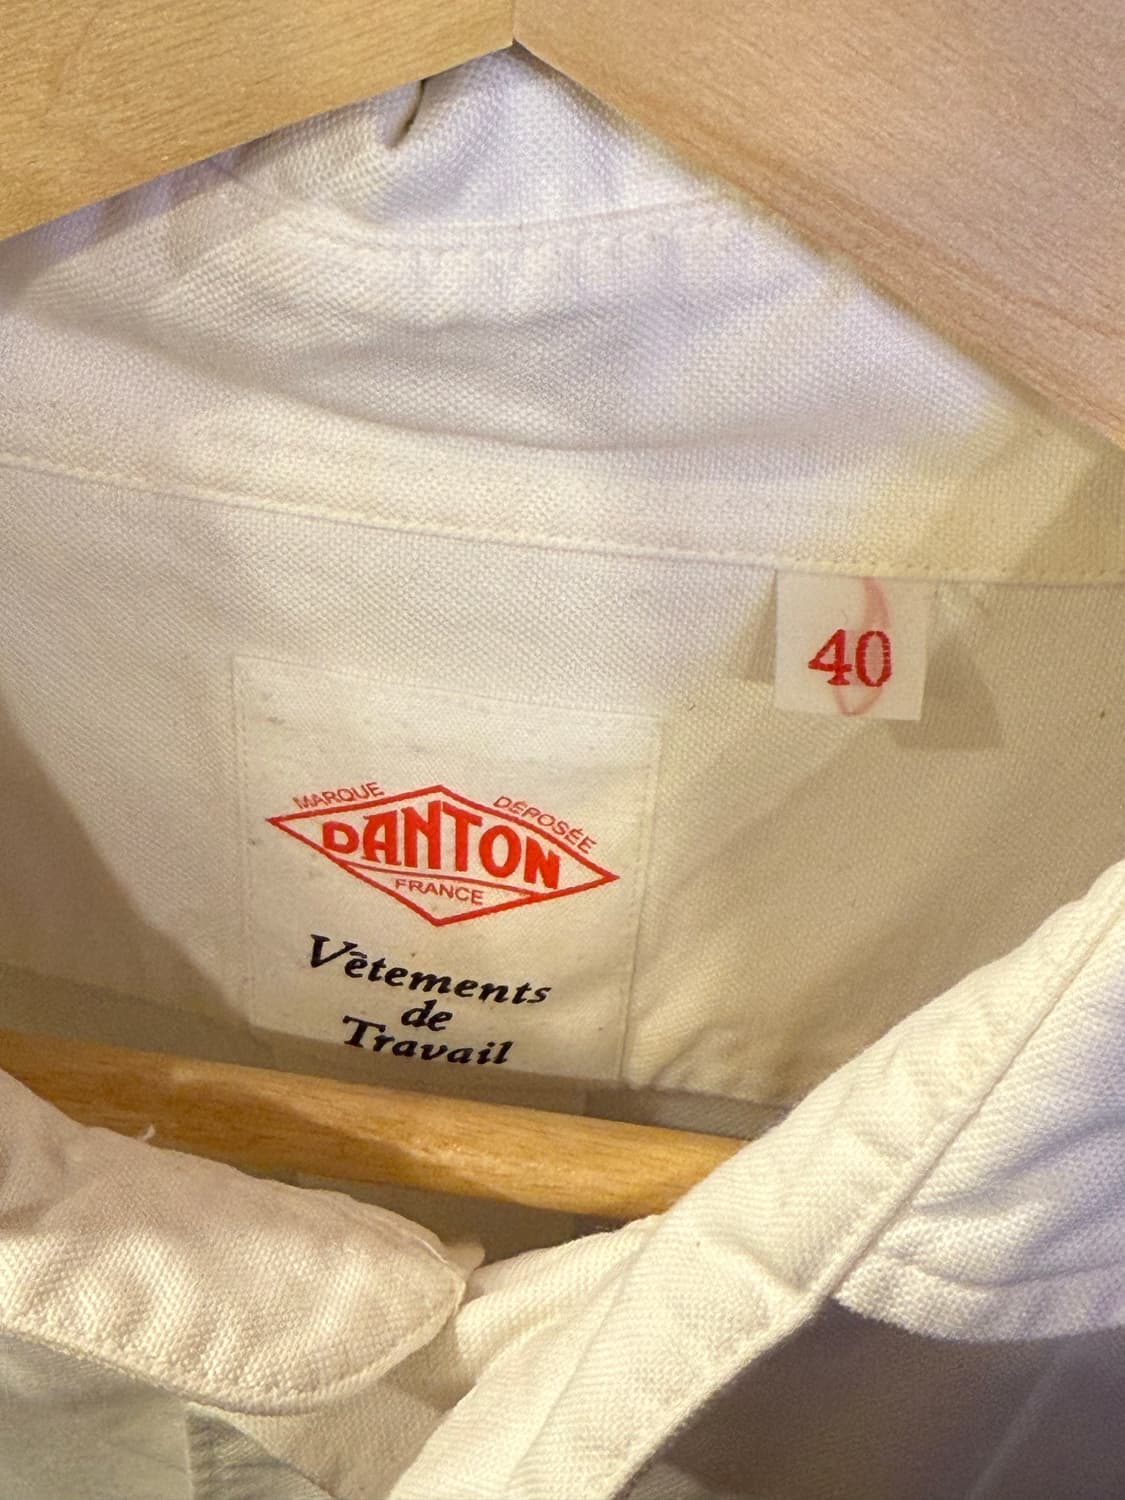 40
MARQUE DÉPOSÉE
DANTON
FRANCE
Vêtements
de
Travail